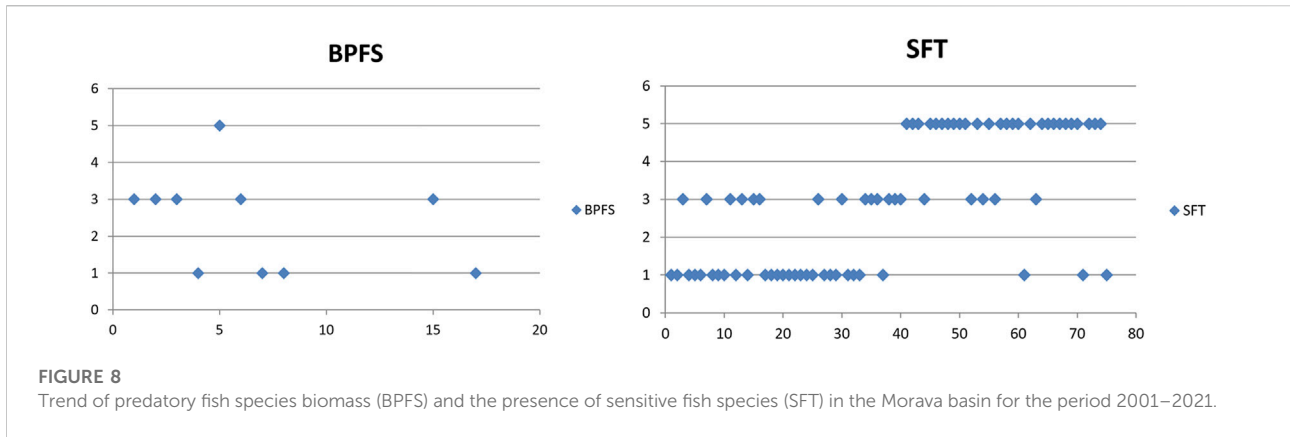 BPFS
6
5
4
3
2
1
0
0 5 10 15 20
BPFS
SFT
6
5
4
3
2
1
0
0 10 20 30 40 50 60 70 80
SFT
FIGURE 8
Trend of predatory fish species biomass (BPFS) and the presence of sensitive fish species (SFT) in the Morava basin for the period 2001–2021.